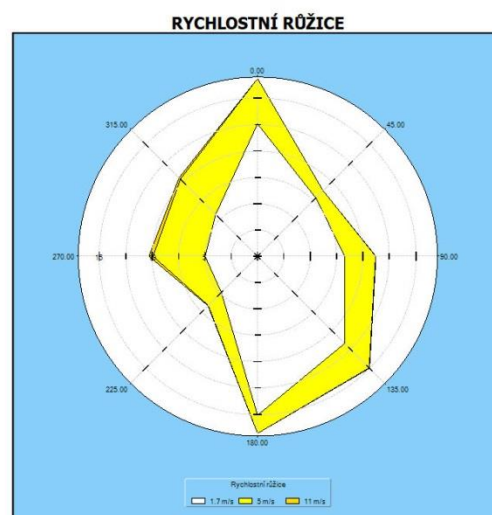 RYCHLOSTNÍ RŮŽICE
0.00
315.00
45.00
270.00
90.00
225.00
135.00
180.00
Rychlostní růžice
1.7 m/s
5 m/s
11 m/s